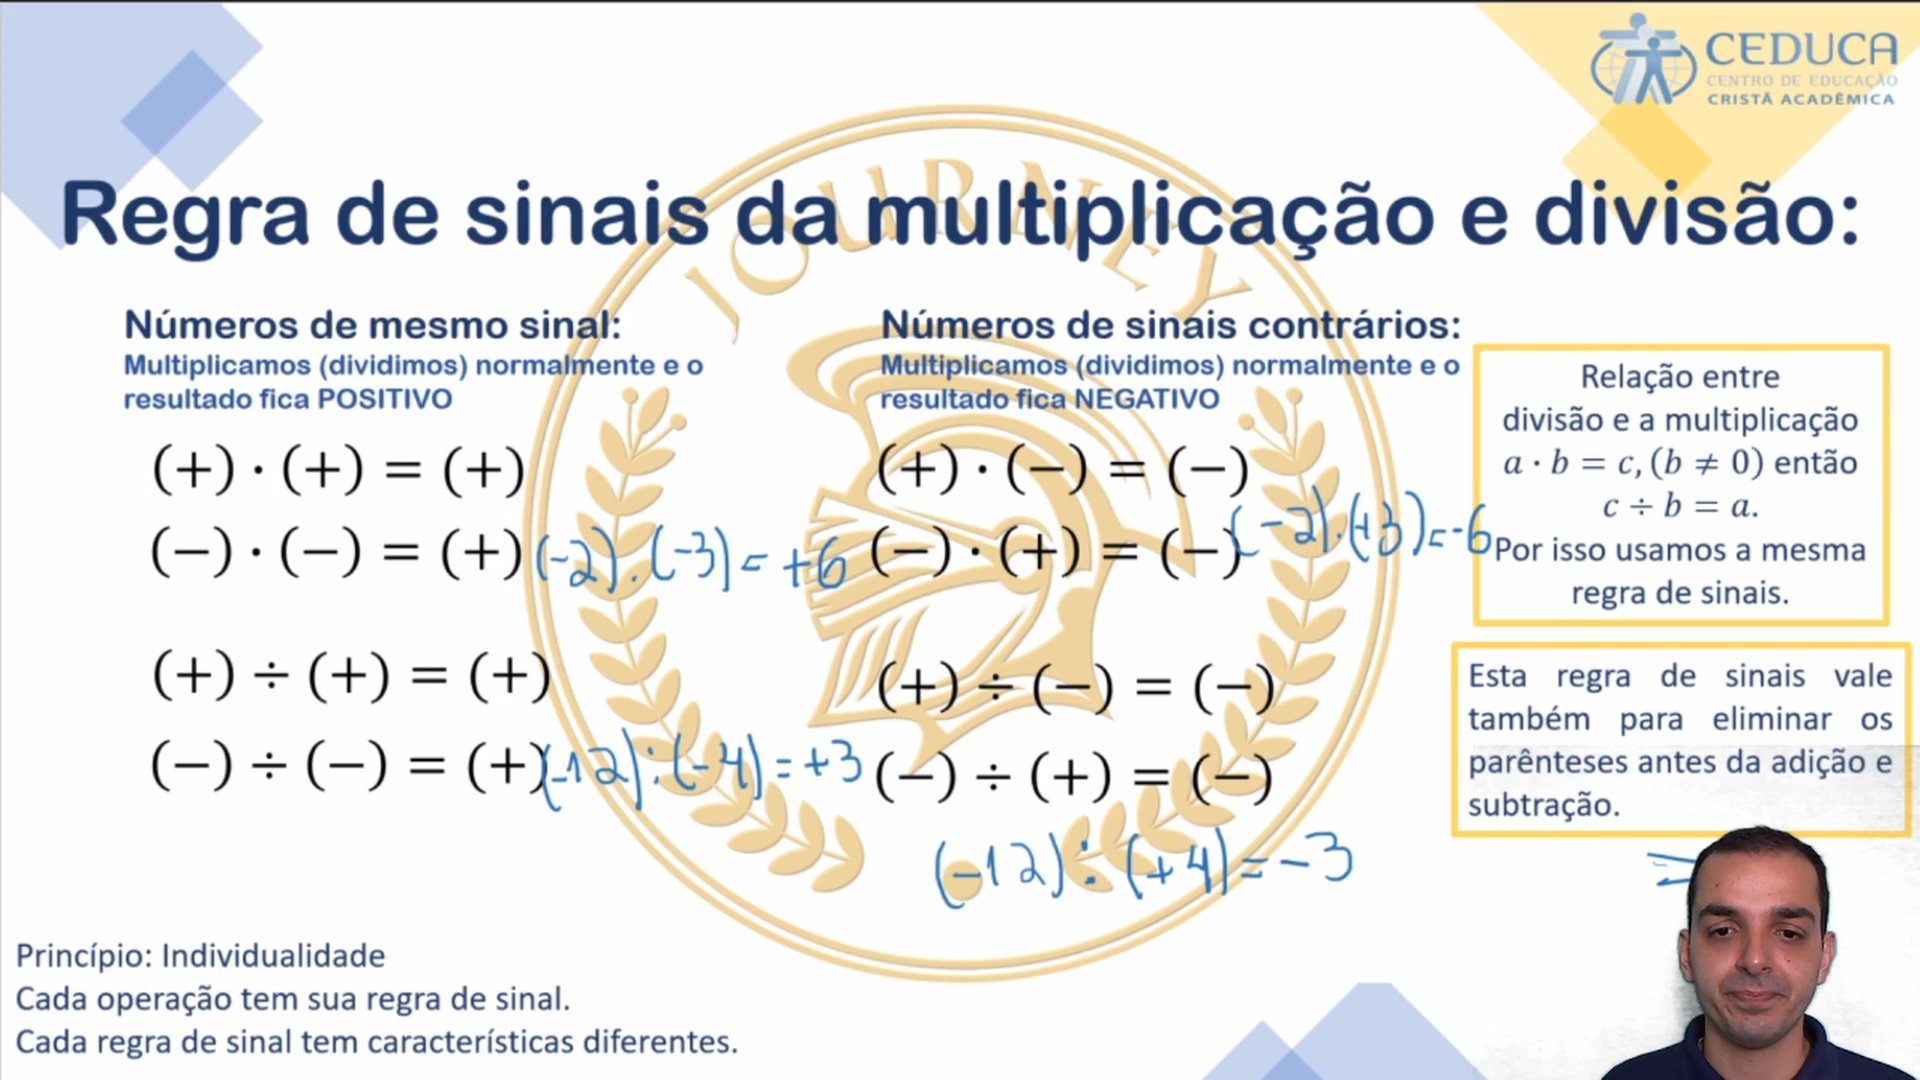 CEDUCA
CENTRO DE EDUCAÇÃO
CRISTÃ ACADÊMICA
JOURNEY
Regra de sinais da multiplicação e divisão:
Números de mesmo sinal:
Multiplicamos (dividimos) normalmente e o
resultado fica POSITIVO
(+) · (+) = (+)
(−) · (−) = (+) (-2).(-3) = +6
(+) ÷ (+) = (+)
(−) ÷ (−) = (+) (-12):(-4) = +3
Números de sinais contrários:
Multiplicamos (dividimos) normalmente e o
resultado fica NEGATIVO
(+) · (−) = (−)
(−) · (+) = (−) (-2).(+3) = -6
(+) ÷ (−) = (−)
(−) ÷ (+) = (−)
(-12):(+4) = -3
Relação entre
divisão e a multiplicação
a · b = c, (b ≠ 0) então
c ÷ b = a.
Por isso usamos a mesma
regra de sinais.
Esta regra de sinais vale
também para eliminar os
parênteses antes da adição e
subtração.
Princípio: Individualidade
Cada operação tem sua regra de sinal.
Cada regra de sinal tem características diferentes.